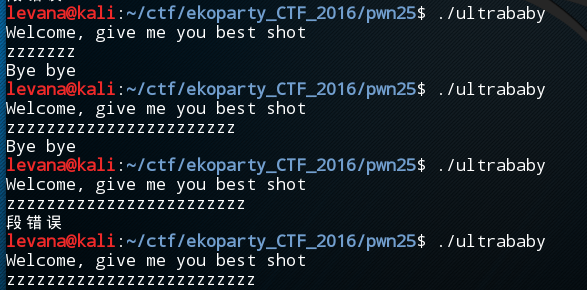 levana@kali:~/ctf/ekoparty_CTF_2016/pwn25$ ./ultrababy
Welcome, give me you best shot
zzzzzzz
Bye bye
levana@kali:~/ctf/ekoparty_CTF_2016/pwn25$ ./ultrababy
Welcome, give me you best shot
zzzzzzzzzzzzzzzzzzzzzzz
Bye bye
levana@kali:~/ctf/ekoparty_CTF_2016/pwn25$ ./ultrababy
Welcome, give me you best shot
zzzzzzzzzzzzzzzzzzzzzzzz
段错误
levana@kali:~/ctf/ekoparty_CTF_2016/pwn25$ ./ultrababy
Welcome, give me you best shot
zzzzzzzzzzzzzzzzzzzzzzzzz